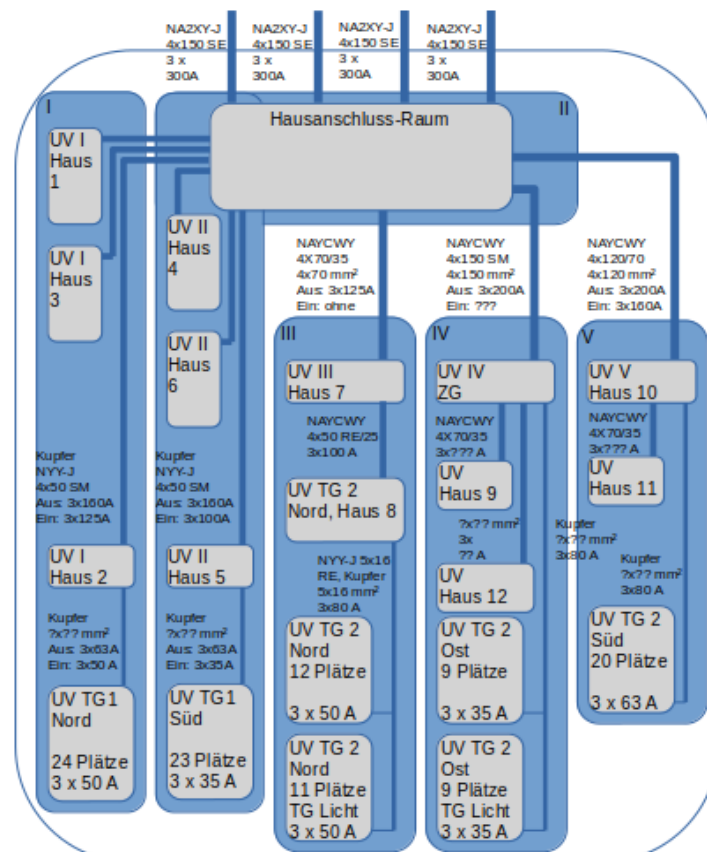 NA2XY-J
4x150 SE
3 x
300A
NA2XY-J
4x150 SE
3 x
300A
NA2XY-J
4x150 SE
3 x
300A
NA2XY-J
4x150 SE
3 x
300A
I
II
Hausanschluss-Raum
UV I
Haus
1
UV I
Haus
3
UV II
Haus
4
UV II
Haus
6
NAYCWY
4X70/35
4x70 mm²
Aus: 3x125A
Ein: ohne
NAYCWY
4x150 SM
4x150 mm²
Aus: 3x200A
Ein: ???
NAYCWY
4x120/70
4x120 mm²
Aus: 3x200A
Ein: 3x160A
III
IV
V
UV III
Haus 7
UV IV
ZG
UV V
Haus 10
NAYCWY
4x50 RE/25
3x100 A
NAYCWY
4X70/35
3x??? A
NAYCWY
4X70/35
3x??? A
Kupfer
NYY-J
4x50 SM
Aus: 3x160A
Ein: 3x125A
Kupfer
NYY-J
4x50 SM
Aus: 3x160A
Ein: 3x100A
UV TG 2
Nord, Haus 8
UV
Haus 9
UV
Haus 11
?x?? mm²
3x
?? A
Kupfer
?x?? mm²
3x80 A
UV I
Haus 2
UV II
Haus 5
NYY-J 5x16
RE, Kupfer
5x16 mm²
3x80 A
UV
Haus 12
Kupfer
?x?? mm²
3x80 A
Kupfer
?x?? mm²
Aus: 3x63A
Ein: 3x50 A
Kupfer
?x?? mm²
Aus: 3x63A
Ein: 3x35 A
UV TG 2
Nord
12 Plätze
3 x 50 A
UV TG 2
Ost
9 Plätze
3 x 35 A
UV TG 2
Süd
20 Plätze
3 x 63 A
UV TG1
Nord
24 Plätze
3 x 50 A
UV TG1
Süd
23 Plätze
3 x 35 A
UV TG 2
Nord
11 Plätze
TG Licht
3 x 50 A
UV TG 2
Ost
9 Plätze
TG Licht
3 x 35 A